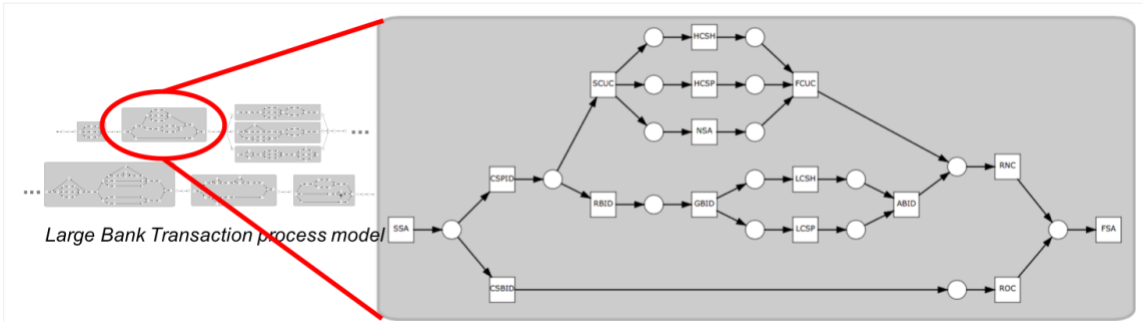 HCSH
SCUC HCSP FCUC
NSA
RNC
CSPID LCSH
RBID GBID ABID
SSA LCSP FSA
Large Bank Transaction process model
CSBID ROC